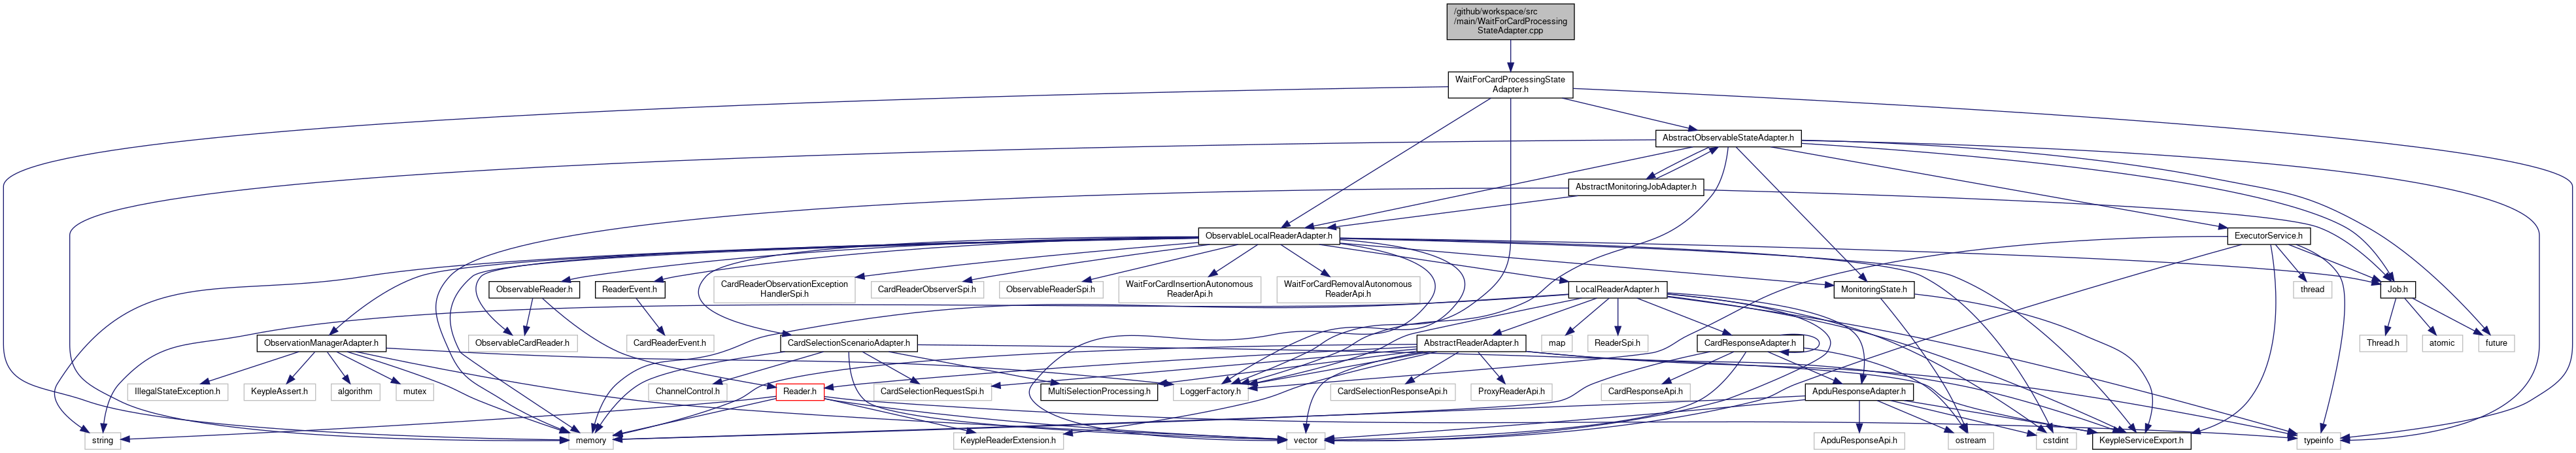 /github/workspace/src
/main/WaitForCardProcessing
StateAdapter.cpp
WaitForCardProcessingState
Adapter.h
AbstractObservableStateAdapter.h
AbstractMonitoringJobAdapter.h
ObservableLocalReaderAdapter.h
ExecutorService.h
ObservableReader.h
ReaderEvent.h
CardReaderObservationException
HandlerSpi.h
CardReaderObserverSpi.h
ObservableReaderSpi.h
WaitForCardInsertionAutonomous
ReaderApi.h
WaitForCardRemovalAutonomous
ReaderApi.h
LocalReaderAdapter.h
MonitoringState.h
thread
Job.h
ObservationManagerAdapter.h
ObservableCardReader.h
CardReaderEvent.h
CardSelectionScenarioAdapter.h
AbstractReaderAdapter.h
map
ReaderSpi.h
CardResponseAdapter.h
Thread.h
atomic
future
IllegalStateException.h
KeypleAssert.h
algorithm
mutex
ChannelControl.h
Reader.h
CardSelectionRequestSpi.h
MultiSelectionProcessing.h
LoggerFactory.h
CardSelectionResponseApi.h
ProxyReaderApi.h
CardResponseApi.h
ApduResponseAdapter.h
string
memory
KeypleReaderExtension.h
vector
ApduResponseApi.h
ostream
cstdint
KeypleServiceExport.h
typeinfo